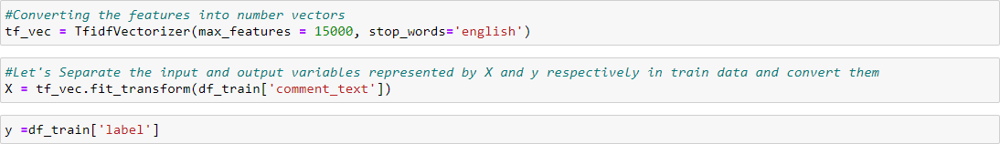 #Converting the features into number vectors
tf_vec = TfidfVectorizer(max_features = 15000, stop_words='english')
#Let's Separate the input and output variables represented by X and y respectively in train data and convert them
X = tf_vec.fit_transform(df_train['comment_text'])
y =df_train['label']